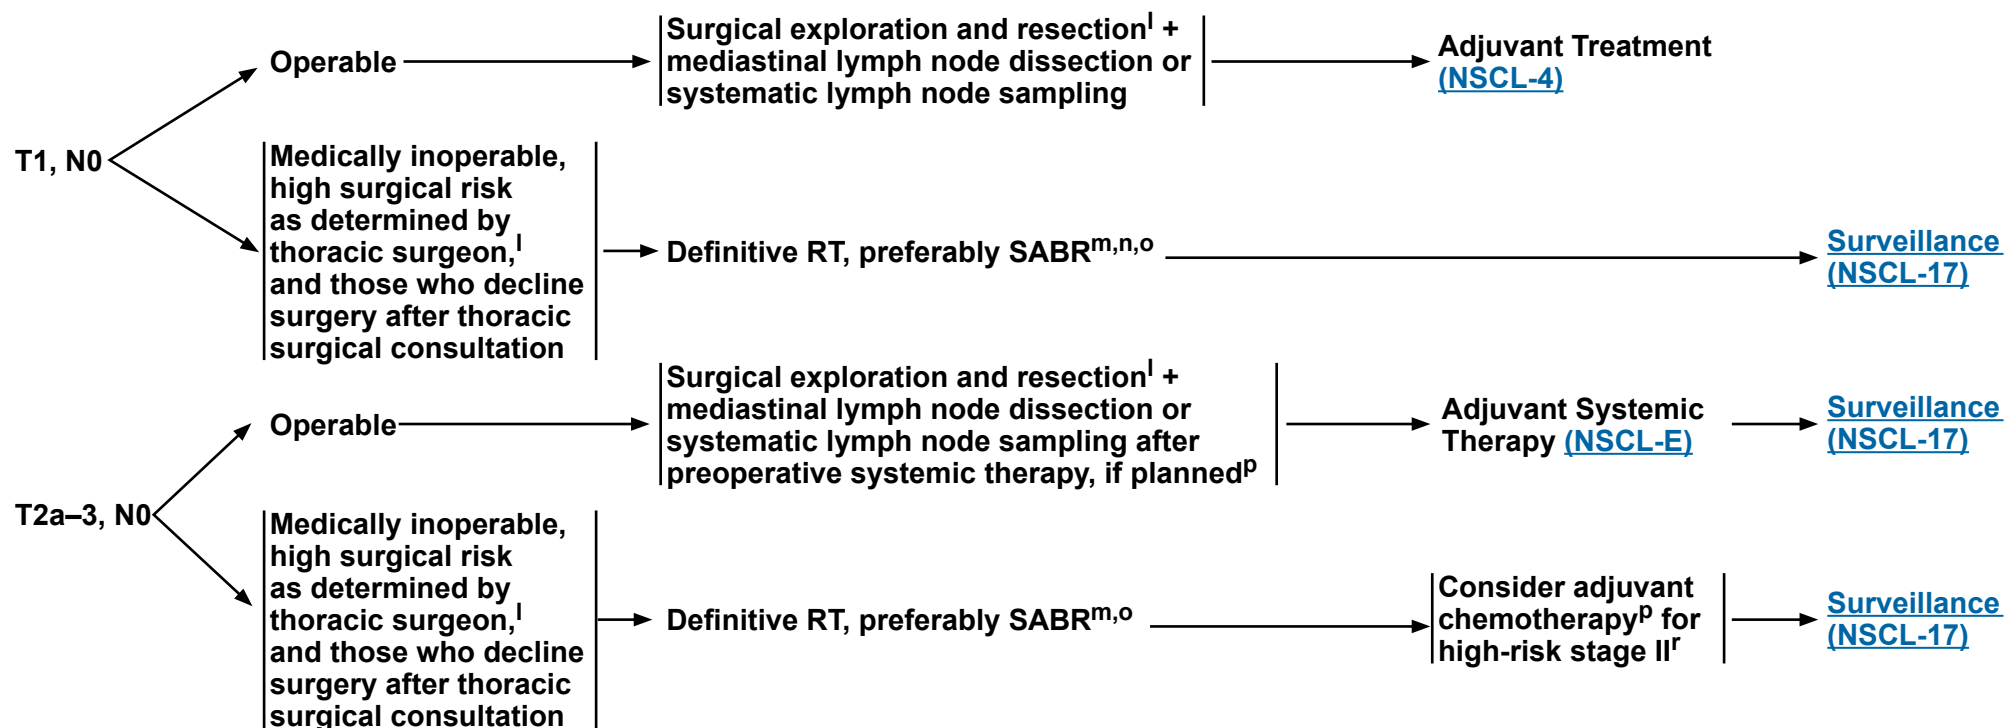 T1, N0
Operable
Surgical exploration and resectionˡ +
mediastinal lymph node dissection or
systematic lymph node sampling
Adjuvant Treatment
(NSCL-4)
Medically inoperable,
high surgical risk
as determined by
thoracic surgeon,ˡ
and those who decline
surgery after thoracic
surgical consultation
Definitive RT, preferably SABRᵐ,ⁿ,ᵒ
Surveillance
(NSCL-17)
T2a–3, N0
Operable
Surgical exploration and resectionˡ +
mediastinal lymph node dissection or
systematic lymph node sampling after
preoperative systemic therapy, if plannedᵖ
Adjuvant Systemic
Therapy (NSCL-E)
Surveillance
(NSCL-17)
Medically inoperable,
high surgical risk
as determined by
thoracic surgeon,ˡ
and those who decline
surgery after thoracic
surgical consultation
Definitive RT, preferably SABRᵐ,ᵒ
Consider adjuvant
chemotherapyᵖ for
high-risk stage IIʳ
Surveillance
(NSCL-17)